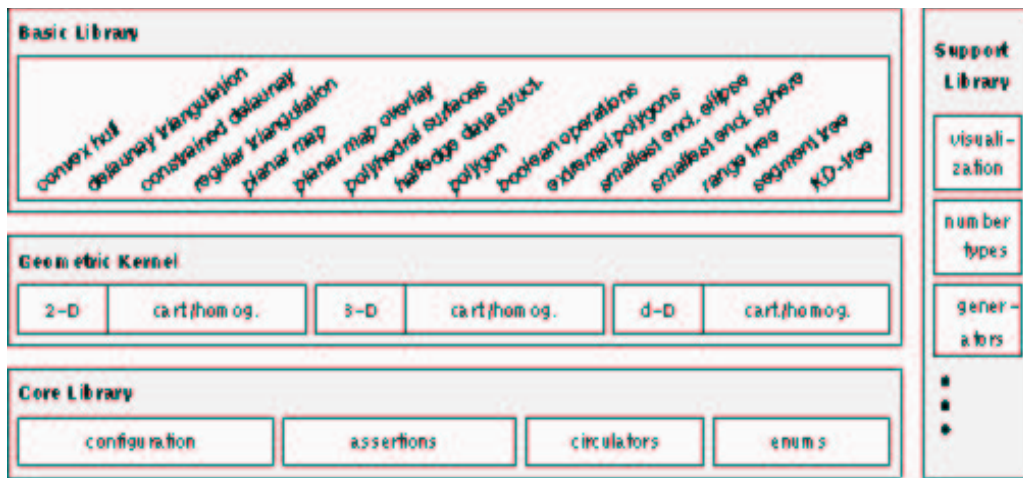 Basic Library
convex hull
delaunay triangulation
constrained delaunay
regular triangulation
planar map
planar map overlay
polyhedral surfaces
halfedge data struct.
polygon
boolean operations
extremal polygons
smallest encl. ellipse
smallest encl. sphere
range tree
segment tree
KD-tree
Geometric Kernel
2-D
cart/homog.
3-D
cart/homog.
d-D
cart./homog.
Core Library
configuration
assertions
circulators
enums
Support
Library
visuali-
zation
number
types
gener-
ators